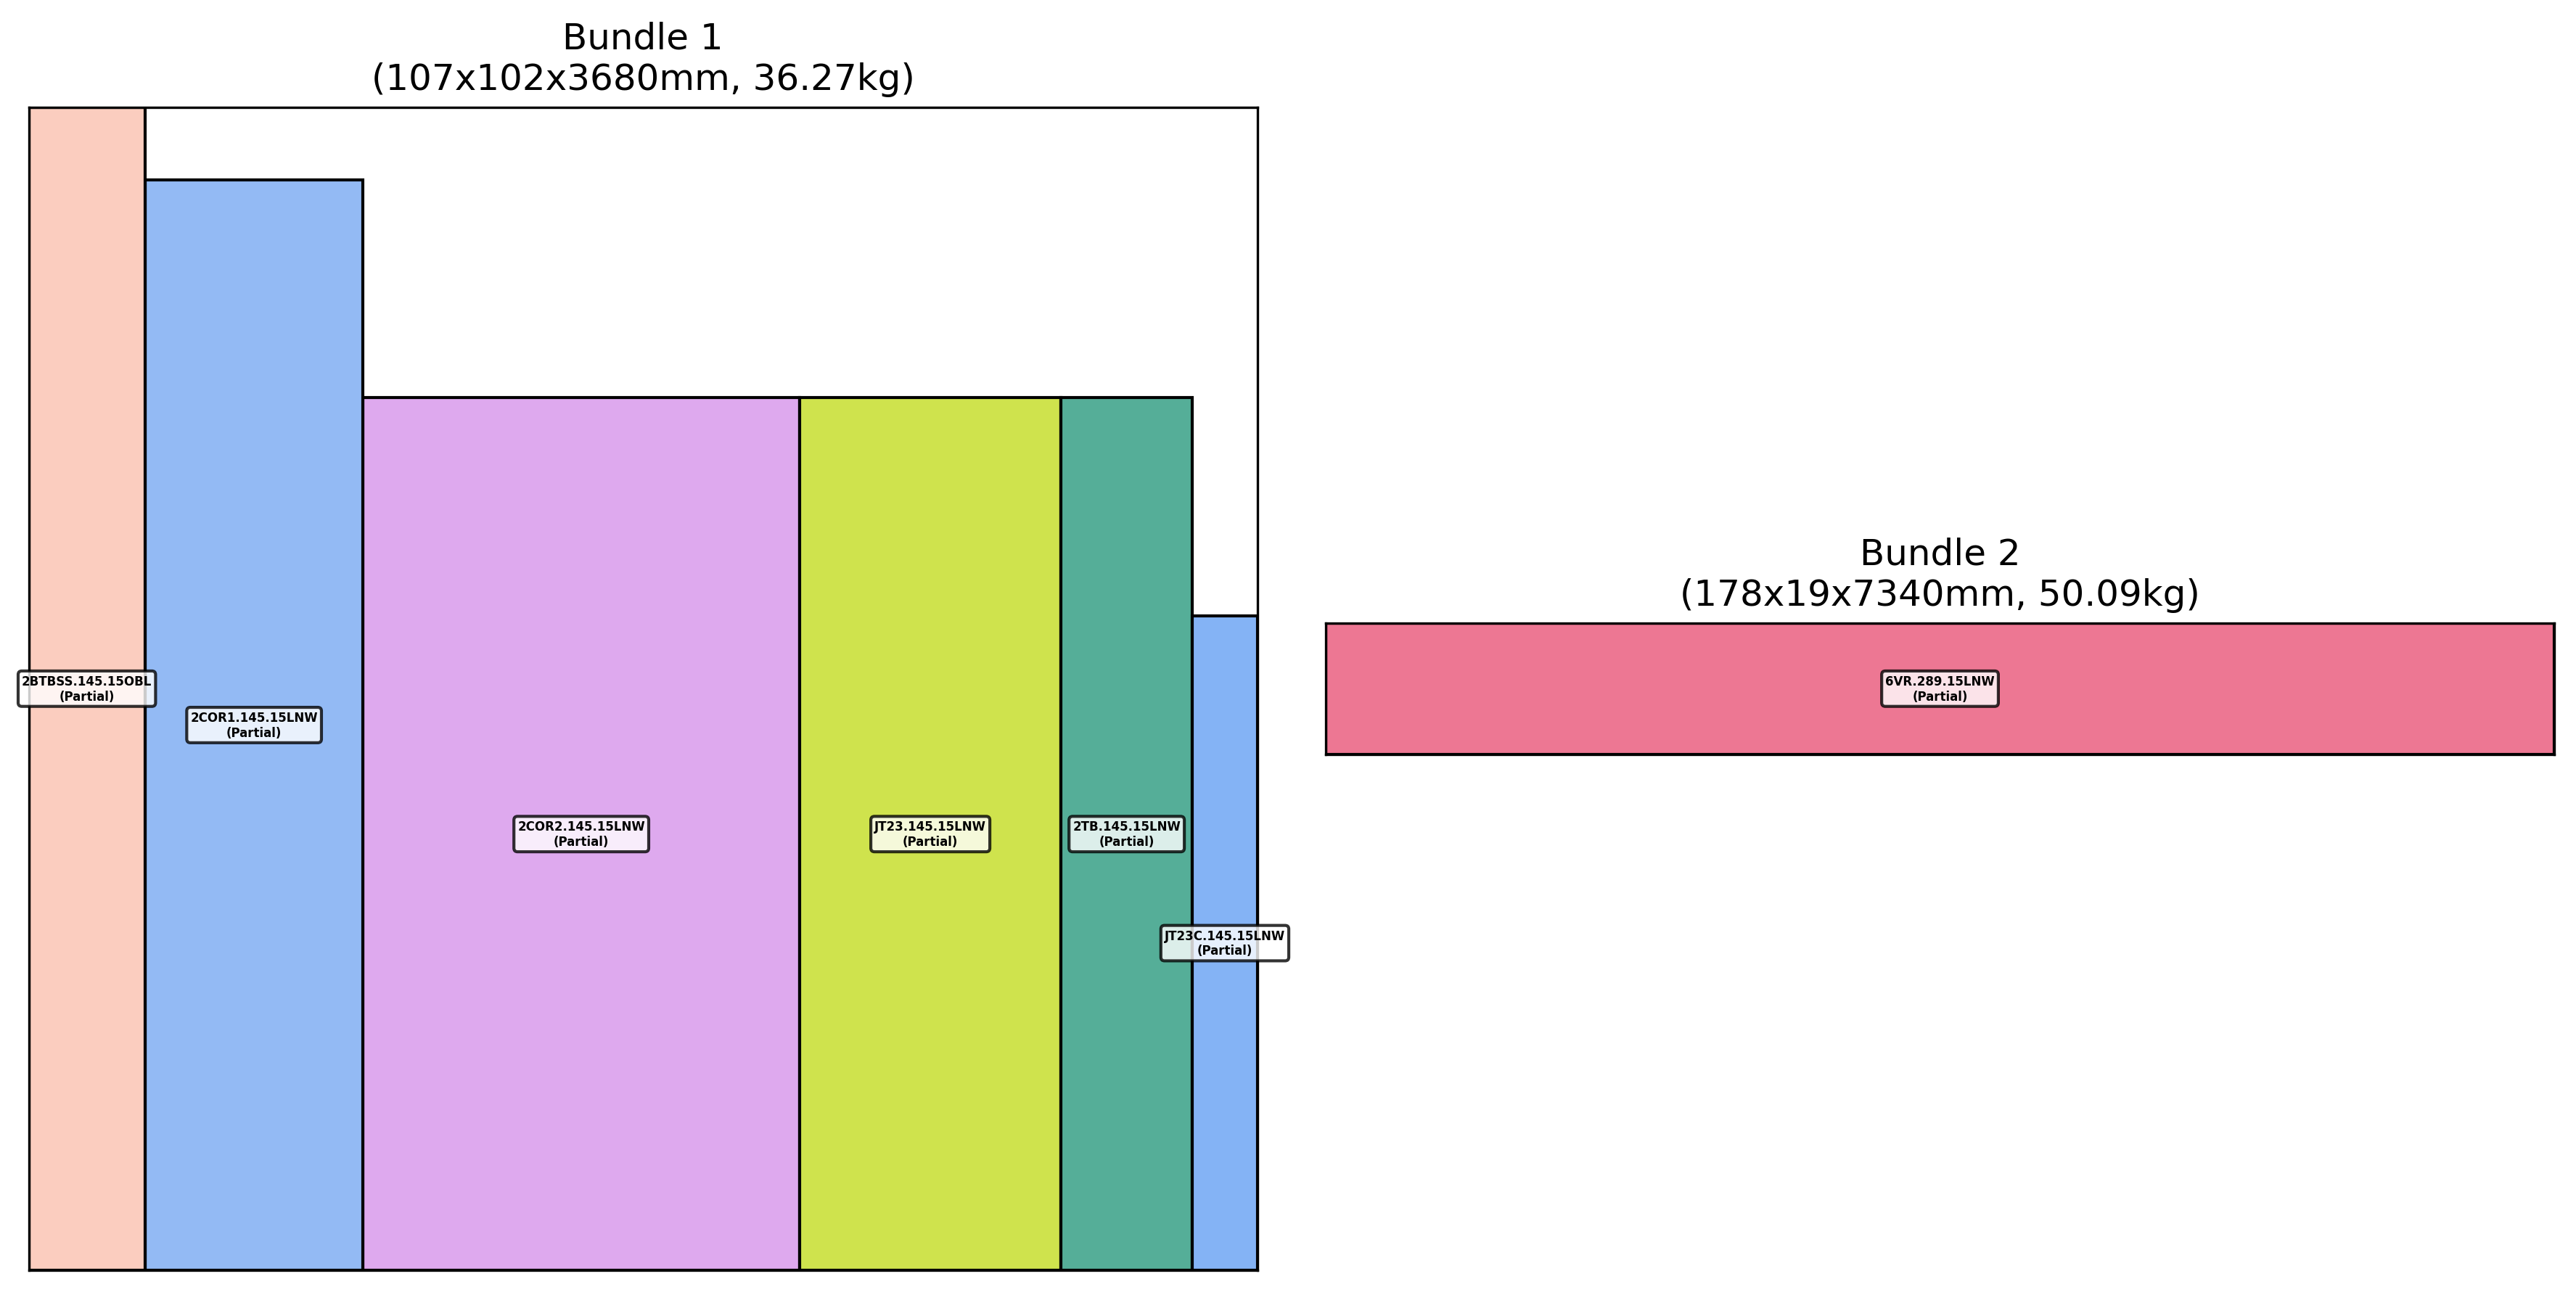 Bundle 1
(107x102x3680mm, 36.27kg)
2BTBSS.145.15OBL
(Partial)
2COR1.145.15LNW
(Partial)
2COR2.145.15LNW
(Partial)
JT23.145.15LNW
(Partial)
2TB.145.15LNW
(Partial)
JT23C.145.15LNW
(Partial)
Bundle 2
(178x19x7340mm, 50.09kg)
6VR.289.15LNW
(Partial)